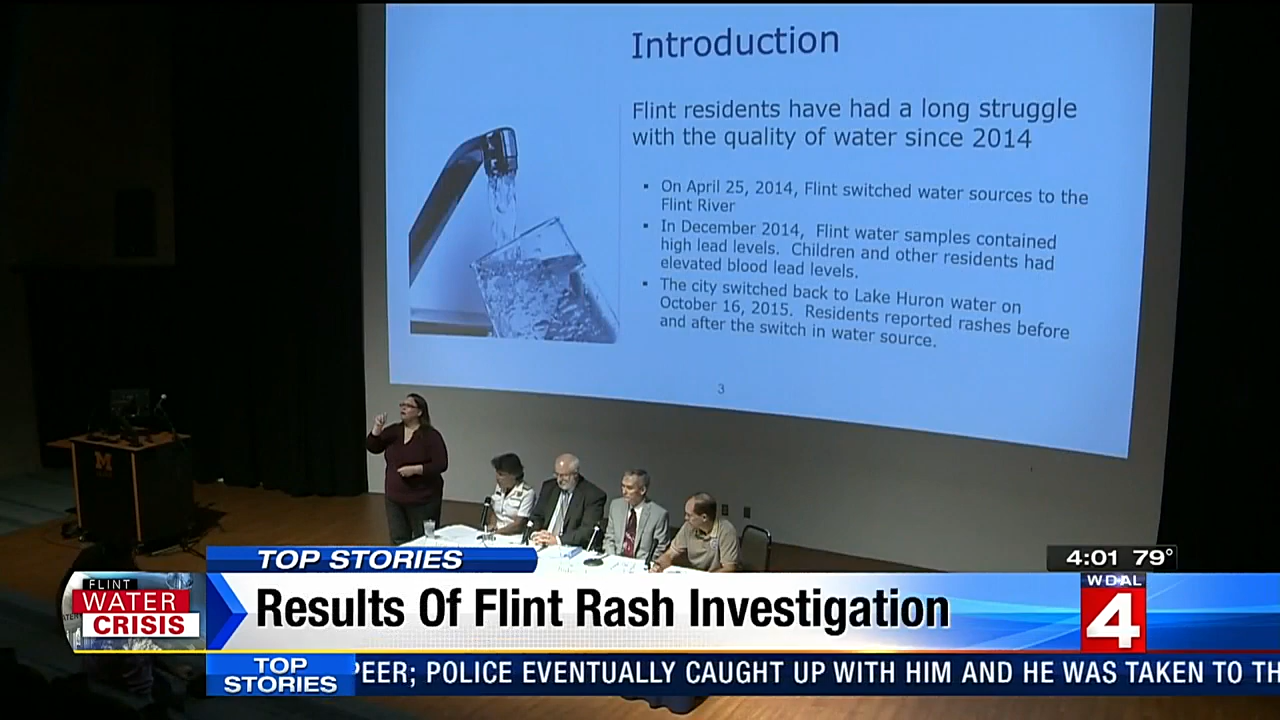 Introduction
Flint residents have had a long struggle
with the quality of water since 2014
▪ On April 25, 2014, Flint switched water sources to the
Flint River
▪ In December 2014, Flint water samples contained
high lead levels. Children and other residents had
elevated blood lead levels.
▪ The city switched back to Lake Huron water on
October 16, 2015. Residents reported rashes before
and after the switch in water source.
3
M
TOP STORIES
4:01 79°
FLINT
WATER
CRISIS
Results Of Flint Rash Investigation
WDAL
4
TOP
STORIES
PEER; POLICE EVENTUALLY CAUGHT UP WITH HIM AND HE WAS TAKEN TO TH